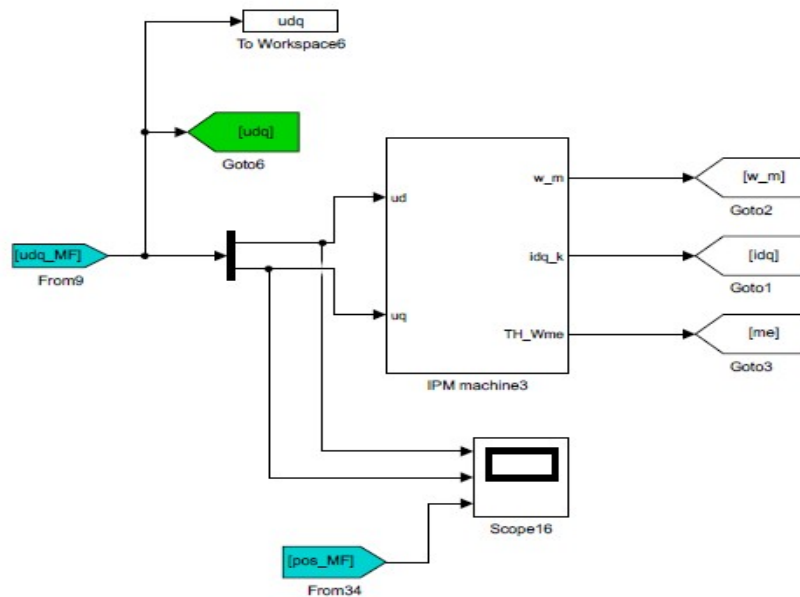 udq
To Workspace6
[udq]
Goto6
[udq_MF]
From9
ud
uq
w_m
idq_k
TH_Wme
IPM machine3
[w_m]
Goto2
[idq]
Goto1
[me]
Goto3
Scope16
[pos_MF]
From34